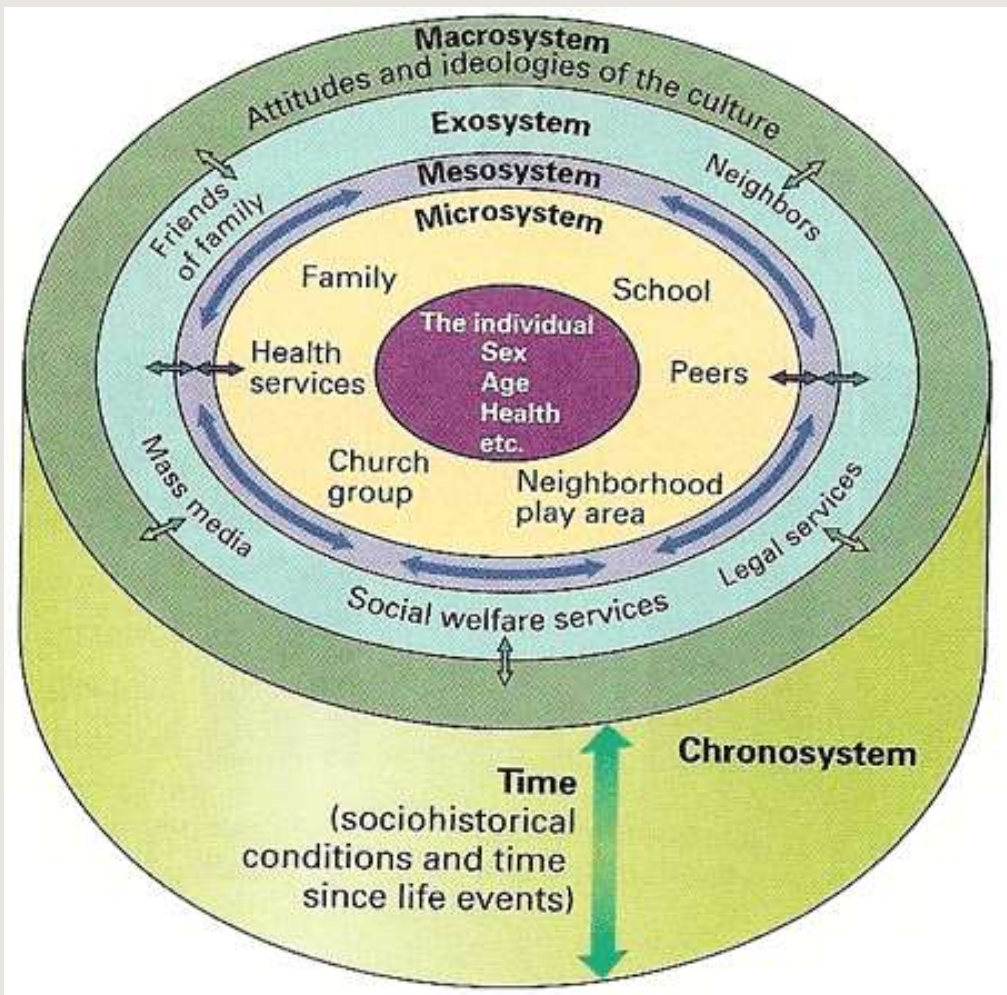 Macrosystem
Attitudes and ideologies of the culture
Exosystem
Mesosystem
Microsystem
Friends
of family
Neighbors
Family
School
The individual
Sex
Age
Health
etc.
Health
services
Peers
Church
group
Neighborhood
play area
Mass media
Social welfare services
Legal services
Chronosystem
Time
(sociohistorical
conditions and time
since life events)